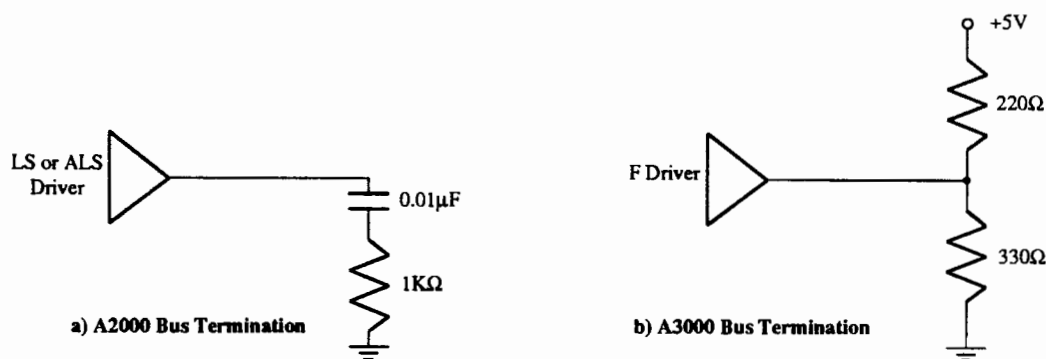 LS or ALS
Driver
0.01µF
1KΩ
a) A2000 Bus Termination
+5V
220Ω
F Driver
330Ω
b) A3000 Bus Termination